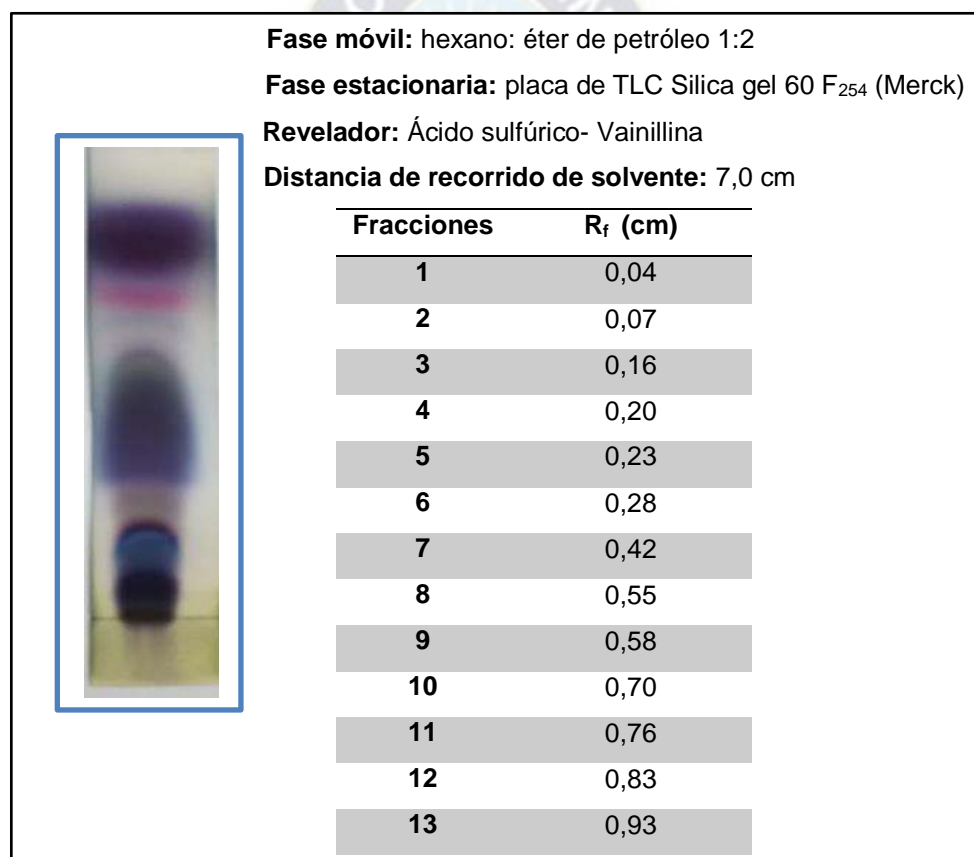 Fase móvil: hexano: éter de petróleo 1:2
Fase estacionaria: placa de TLC Silica gel 60 F₂₅₄ (Merck)
Revelador: Ácido sulfúrico- Vainillina
Distancia de recorrido de solvente: 7,0 cm
Fracciones Rf (cm)
1 0,04
2 0,07
3 0,16
4 0,20
5 0,23
6 0,28
7 0,42
8 0,55
9 0,58
10 0,70
11 0,76
12 0,83
13 0,93